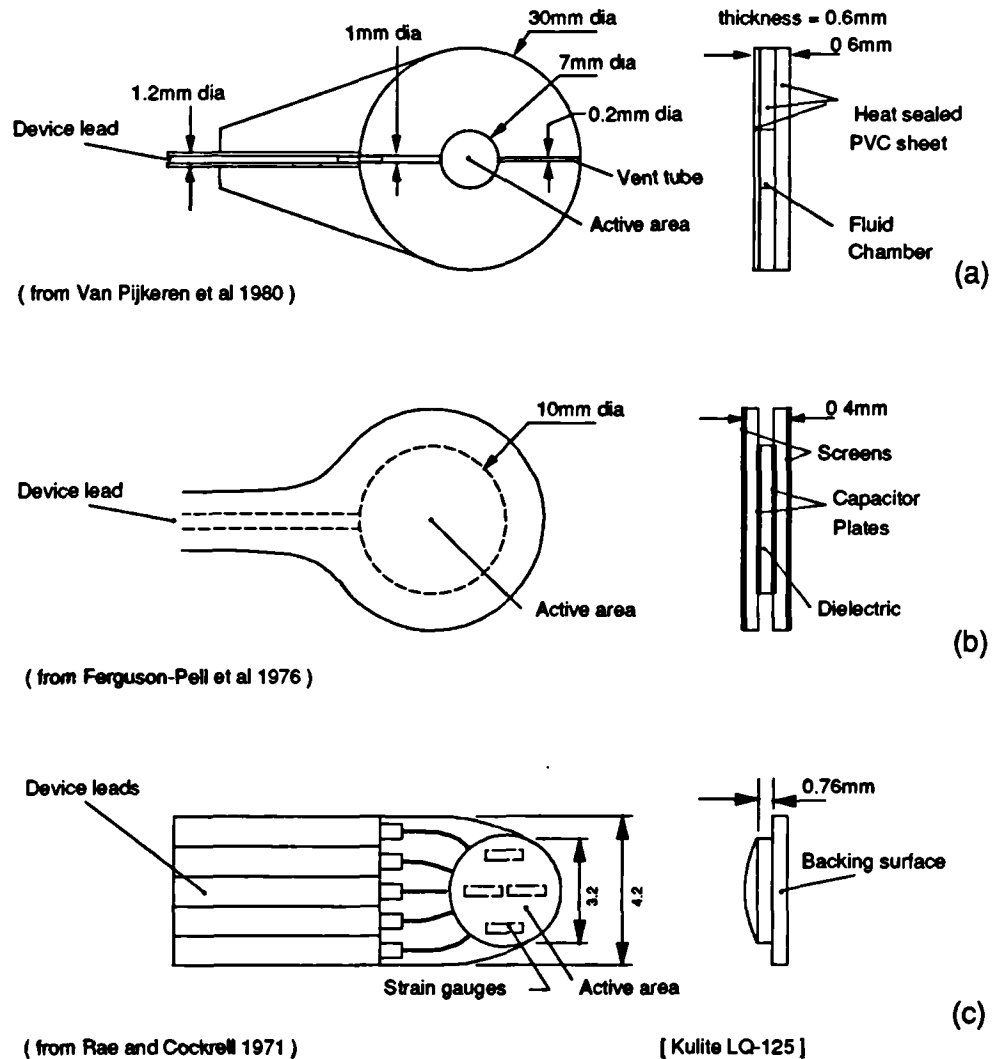 30mm dia
thickness = 0.6mm
1mm dia
0 6mm
7mm dia
1.2mm dia
0.2mm dia
Device lead
Heat sealed
PVC sheet
Vent tube
Active area
Fluid
Chamber
(a)
( from Van Pijkeren et al 1980 )
10mm dia
0 4mm
Screens
Device lead
Capacitor
Plates
Active area
Dielectric
(b)
( from Ferguson-Pell et al 1976 )
Device leads
0.76mm
Backing surface
3.2
4.2
Strain gauges
Active area
(c)
( from Rae and Cockrell 1971 )
[ Kulite LQ-125 ]